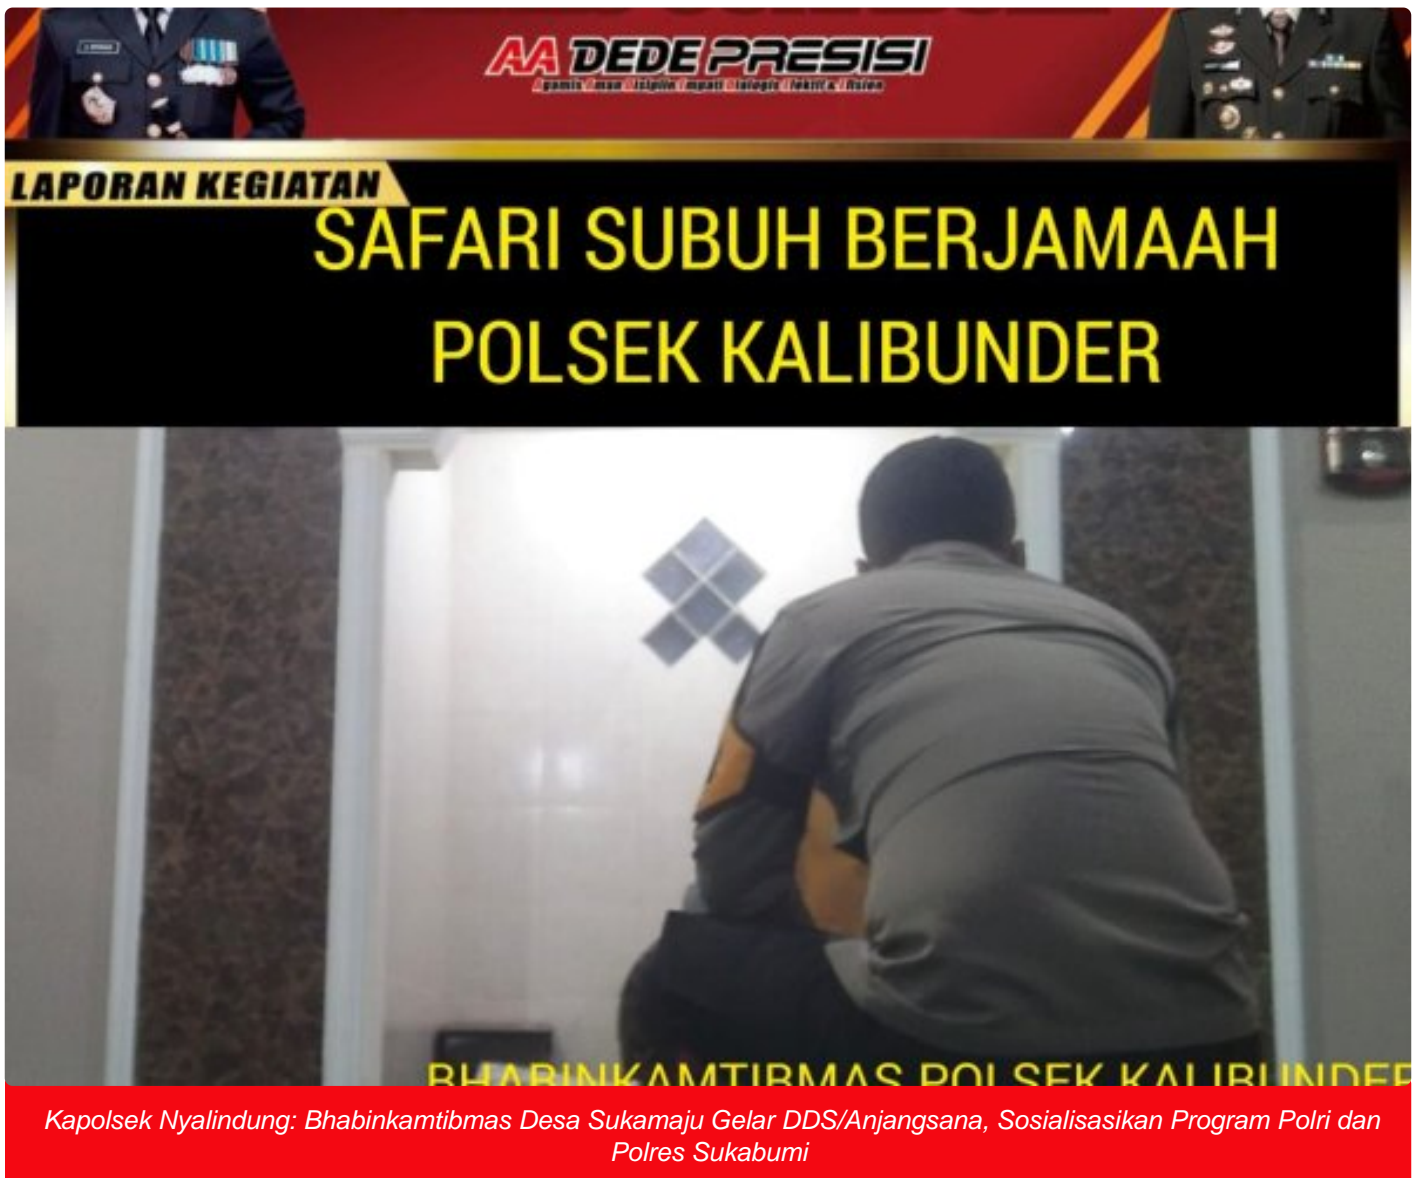 AA DEDE PRESISI
LAPORAN KEGIATAN
SAFARI SUBUH BERJAMAAH
POLSEK KALIBUNDER
BHABINKAMTIBMAS POLSEK KALIBUNDER
Kapolsek Nyalindung: Bhabinkamtibmas Desa Sukamaju Gelar DDS/Anjangsana, Sosialisasikan Program Polri dan
Polres Sukabumi